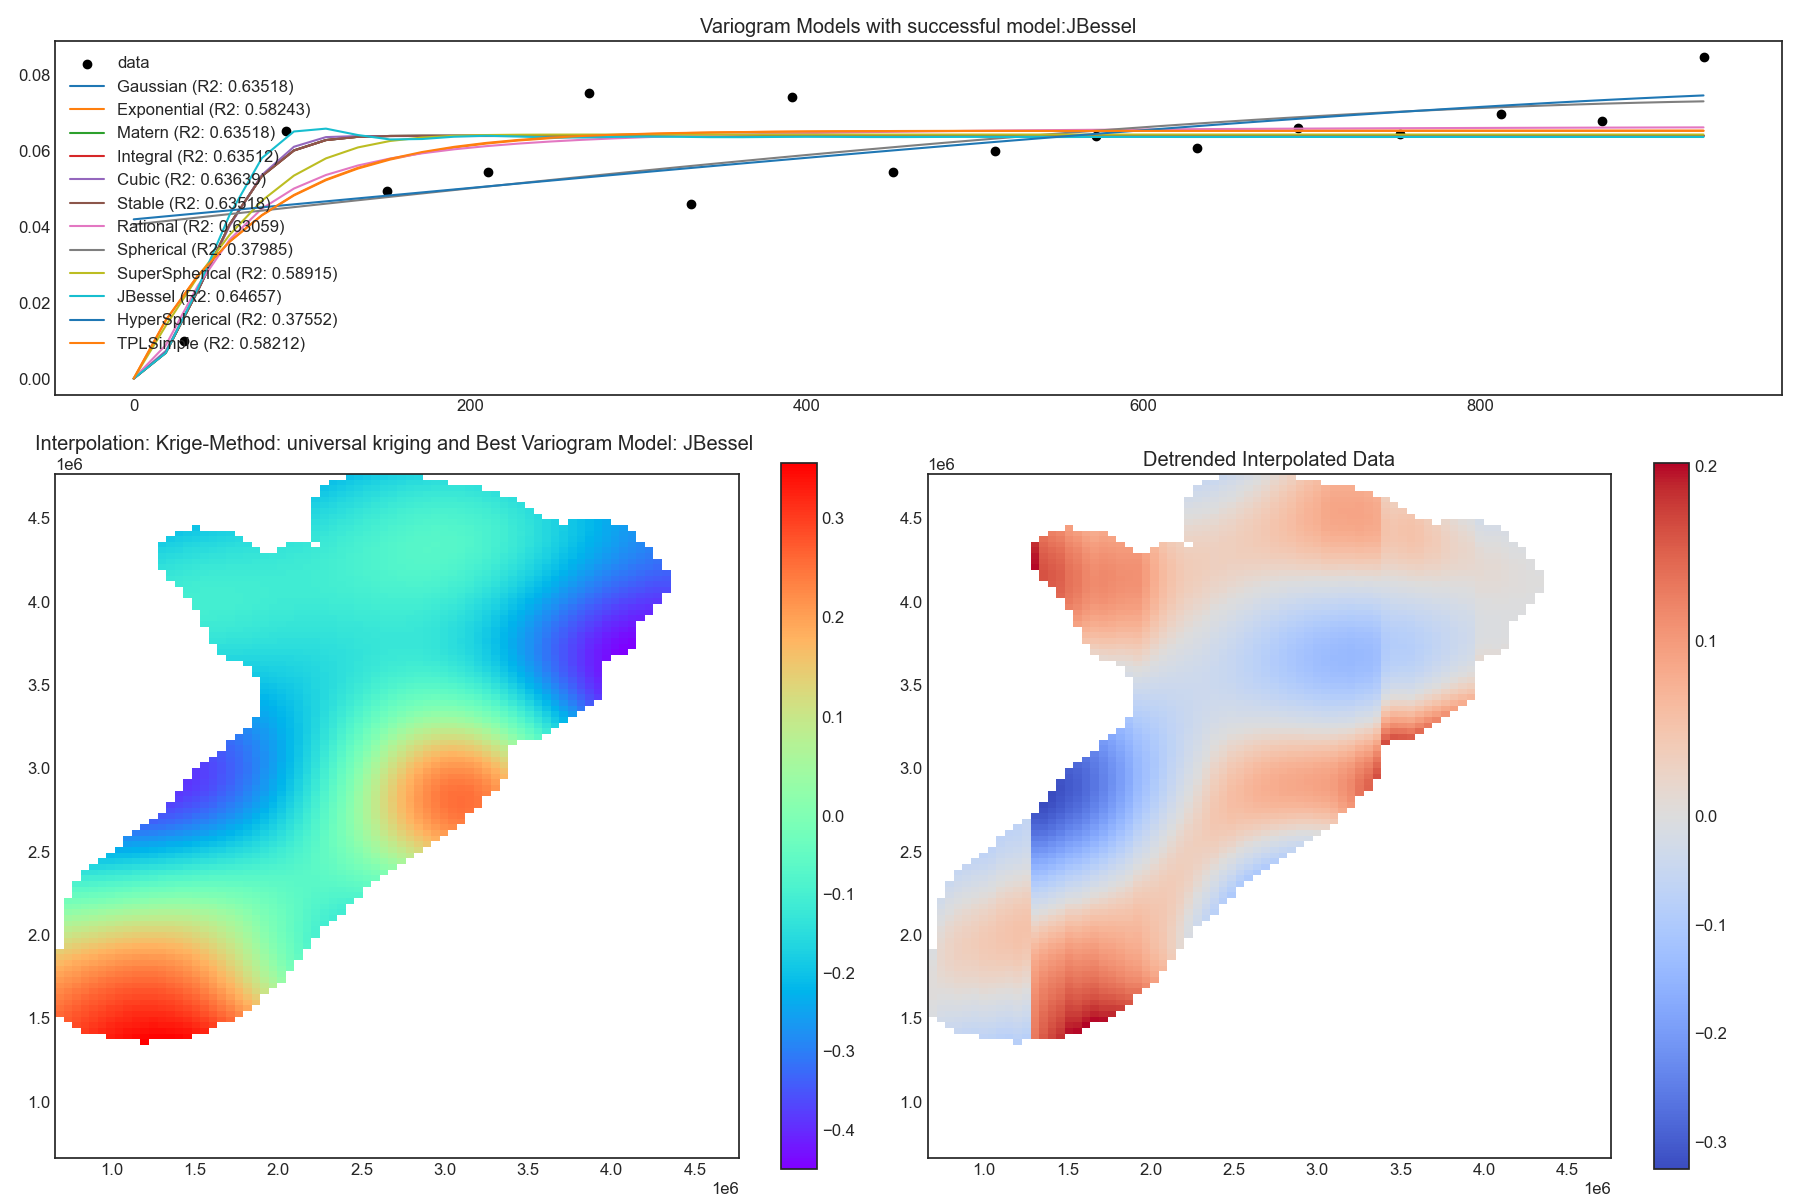 Variogram Models with successful model:JBessel
0.08
0.06
0.04
0.02
0.00
data
Gaussian (R2: 0.63518)
Exponential (R2: 0.58243)
Matern (R2: 0.63518)
Integral (R2: 0.63512)
Cubic (R2: 0.63639)
Stable (R2: 0.63518)
Rational (R2: 0.63059)
Spherical (R2: 0.37985)
SuperSpherical (R2: 0.58915)
JBessel (R2: 0.64657)
HyperSpherical (R2: 0.37552)
TPLSimple (R2: 0.58212)
0 200 400 600 800
Interpolation: Krige-Method: universal kriging and Best Variogram Model: JBessel
1e6
4.5
4.0
3.5
3.0
2.5
2.0
1.5
1.0
1.0 1.5 2.0 2.5 3.0 3.5 4.0 4.5
1e6
0.3
0.2
0.1
0.0
−0.1
−0.2
−0.3
−0.4
Detrended Interpolated Data
1e6
4.5
4.0
3.5
3.0
2.5
2.0
1.5
1.0
1.0 1.5 2.0 2.5 3.0 3.5 4.0 4.5
1e6
0.2
0.1
0.0
−0.1
−0.2
−0.3